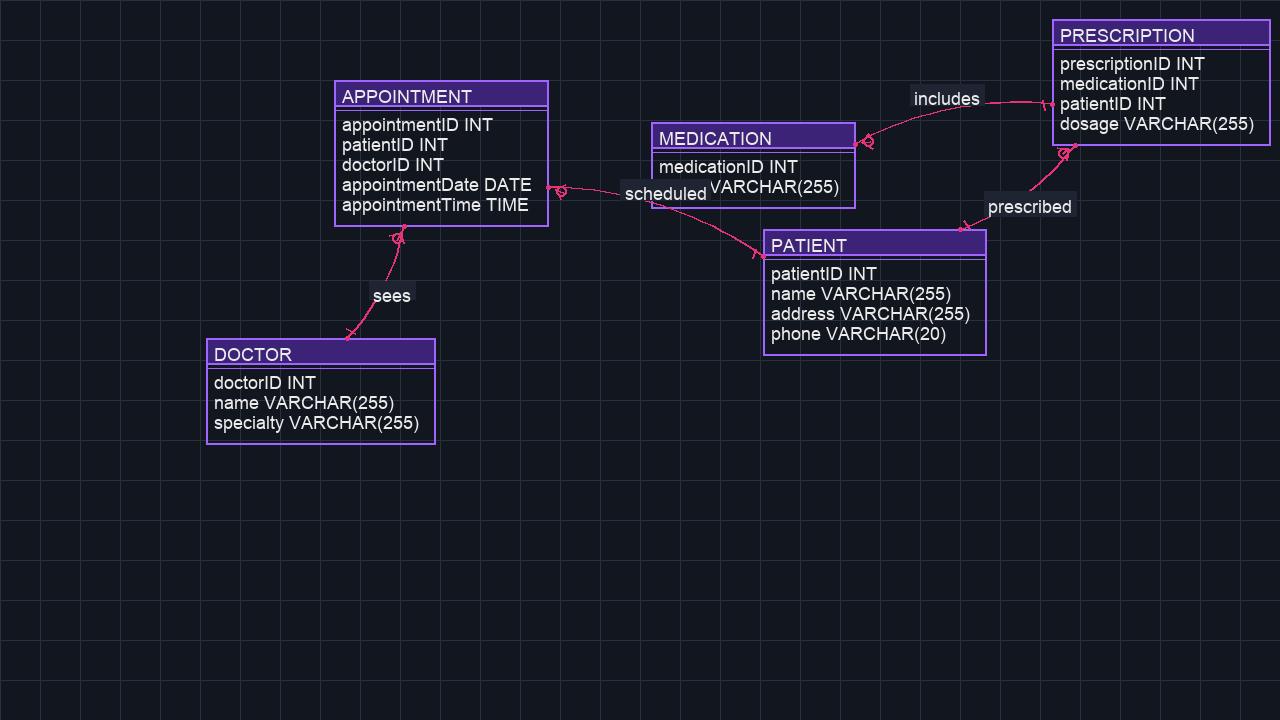 PRESCRIPTION
prescriptionID INT
medicationID INT
patientID INT
dosage VARCHAR(255)
includes
APPOINTMENT
appointmentID INT
patientID INT
doctorID INT
appointmentDate DATE
appointmentTime TIME
MEDICATION
medicationID INT
VARCHAR(255)
scheduled
prescribed
PATIENT
patientID INT
name VARCHAR(255)
address VARCHAR(255)
phone VARCHAR(20)
sees
DOCTOR
doctorID INT
name VARCHAR(255)
specialty VARCHAR(255)